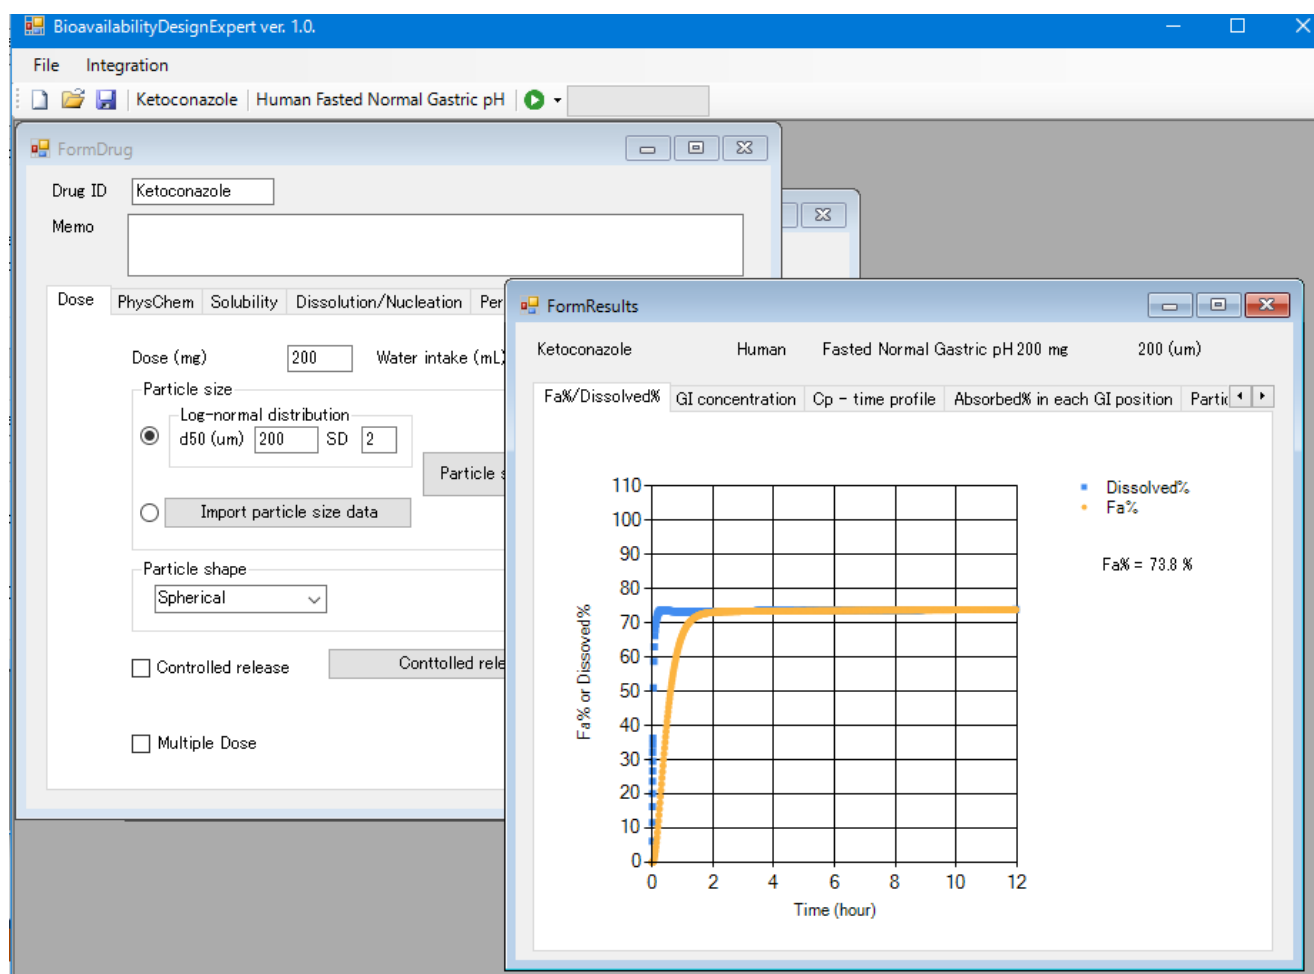 BioavailabilityDesignExpert ver. 1.0.
File Integration
Ketoconazole Human Fasted Normal Gastric pH
FormDrug
Drug ID Ketoconazole
Memo
Dose PhysChem Solubility Dissolution/Nucleation
Dose (mg) 200 Water intake (mL)
Particle size
Log-normal distribution
d50 (um) 200 SD 2
Particle
Import particle size data
Particle shape
Spherical
Controlled release Conttolled
Multiple Dose
FormResults
Ketoconazole Human Fasted Normal Gastric pH 200 mg 200 (um)
Fa%/Dissolved% GI concentration Cp - time profile Absorbed% in each GI position
110
100
90
80
70
60
50
40
30
20
10
0
Fa% or Dissoved%
0 2 4 6 8 10 12
Time (hour)
Dissolved%
Fa%
Fa% = 73.8 %